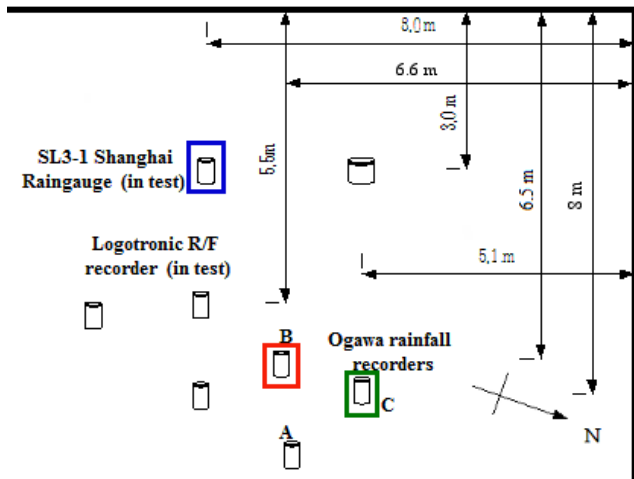 8,0 m
6.6 m
3,0 m
5,5m
6.5 m
8 m
SL3-1 Shanghai
Raingauge (in test)
5,1 m
Logotronic R/F
recorder (in test)
B
Ogawa rainfall
recorders
C
A
N